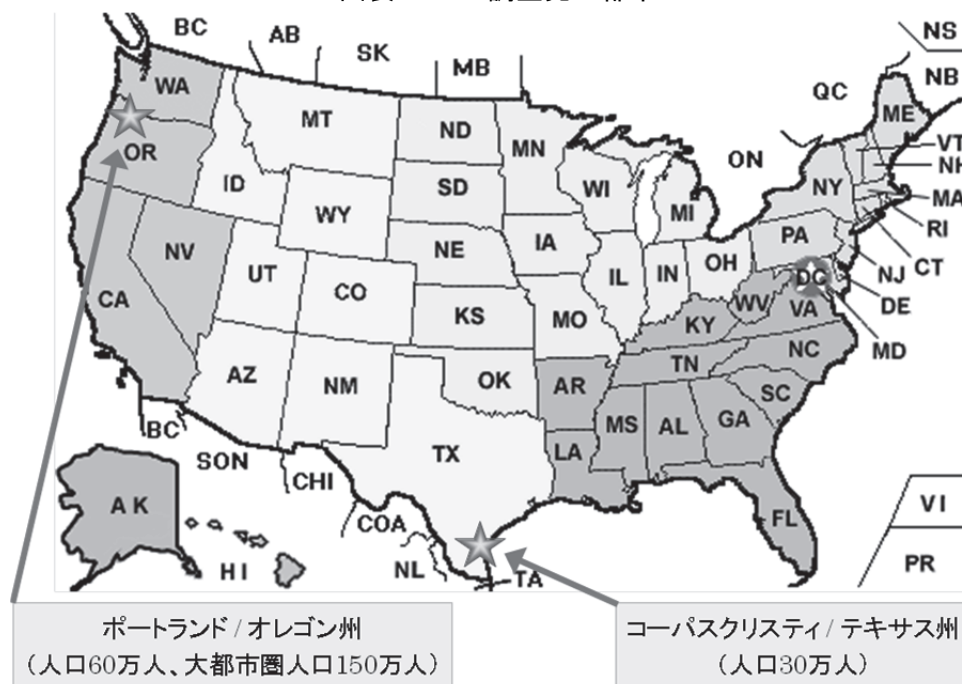 BC
AB
SK
MB
NS
NB
QC
ON
WA
OR
MT
ID
ND
SD
MN
WI
MI
WY
NE
IA
NV
UT
CO
KS
MO
IL
IN
OH
CA
AZ
NM
OK
TX
AR
LA
MS
AL
GA
TN
KY
WV
VA
NC
SC
FL
PA
NY
ME
VT
NH
MA
RI
CT
NJ
DE
MD
DC
BC
SON
CHI
COA
NL
TA
AK
HI
VI
PR
ポートランド / オレゴン州
（人口60万人、大都市圏人口150万人）
コーパスクリスティ / テキサス州
（人口30万人）